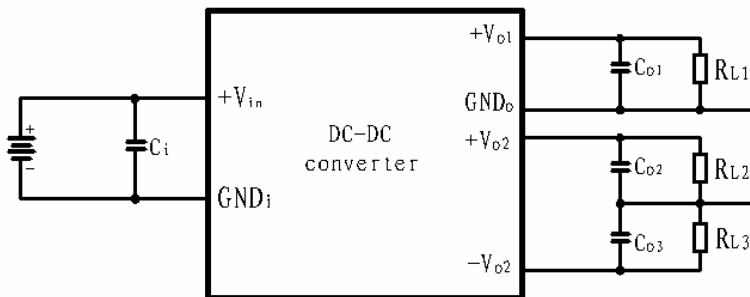 +Vo1
Co1
RL1
+Vin
GNDo
+
Ci
DC-DC
converter
+Vo2
Co2
RL2
-
GNDi
Co3
RL3
-Vo2